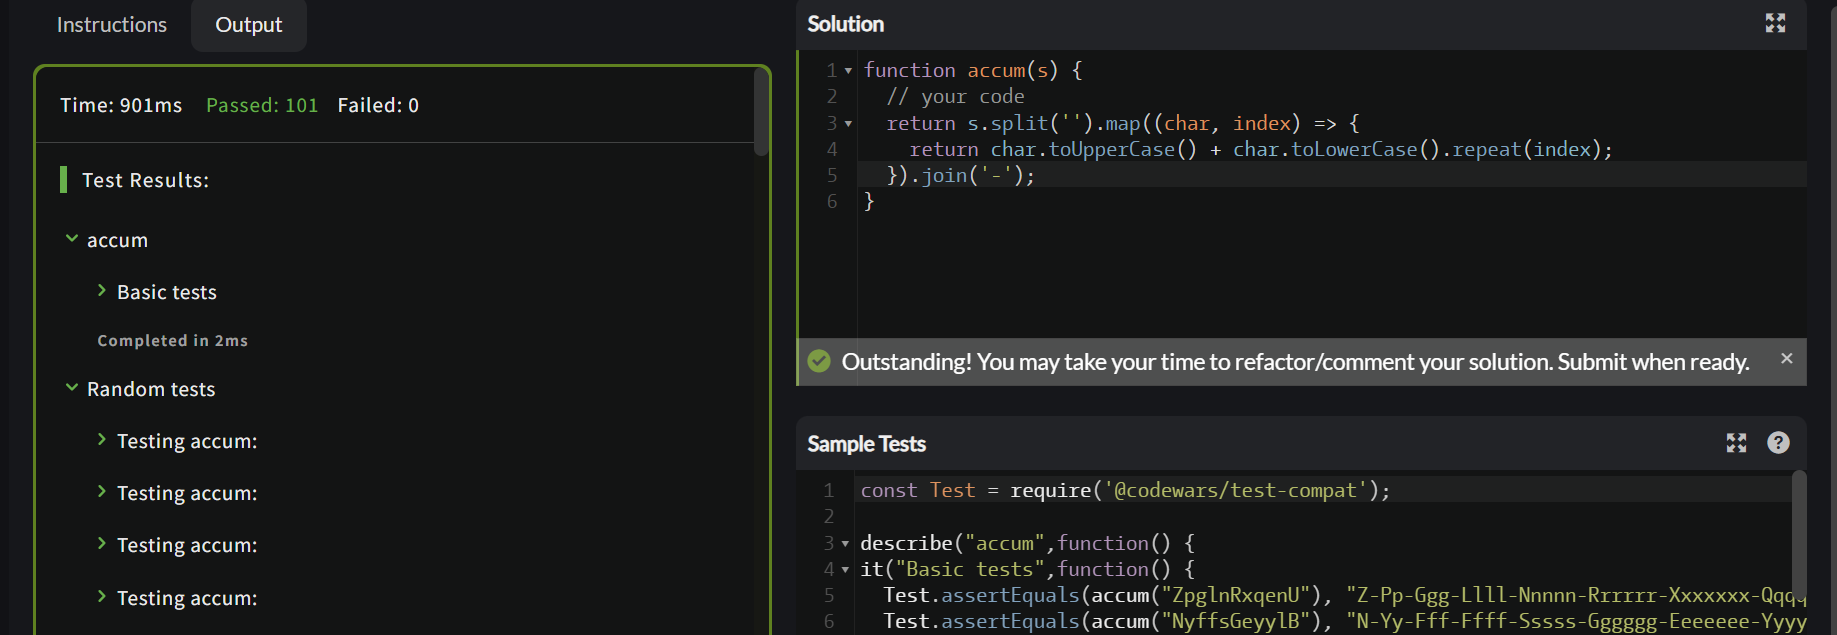 Instructions
Output
Time: 901ms Passed: 101 Failed: 0
Test Results:
accum
Basic tests
Completed in 2ms
Random tests
Testing accum:
Testing accum:
Testing accum:
Testing accum:
Solution
1 function accum(s) {
2 // your code
3 return s.split('').map((char, index) => {
4 return char.toUpperCase() + char.toLowerCase().repeat(index);
5 }).join('-');
6 }
Outstanding! You may take your time to refactor/comment your solution. Submit when ready. ×
Sample Tests ?
1 const Test = require('@codewars/test-compat');
2
3 describe("accum",function() {
4 it("Basic tests",function() {
5 Test.assertEquals(accum("ZpglnRxqenU"), "Z-Pp-Ggg-Llll-Nnnnn-Rrrrrr-Xxxxxxx-Qqqq
6 Test.assertEquals(accum("NyffsGeyylB"), "N-Yy-Fff-Ffff-Sssss-Gggggg-Eeeeeee-Yyyy